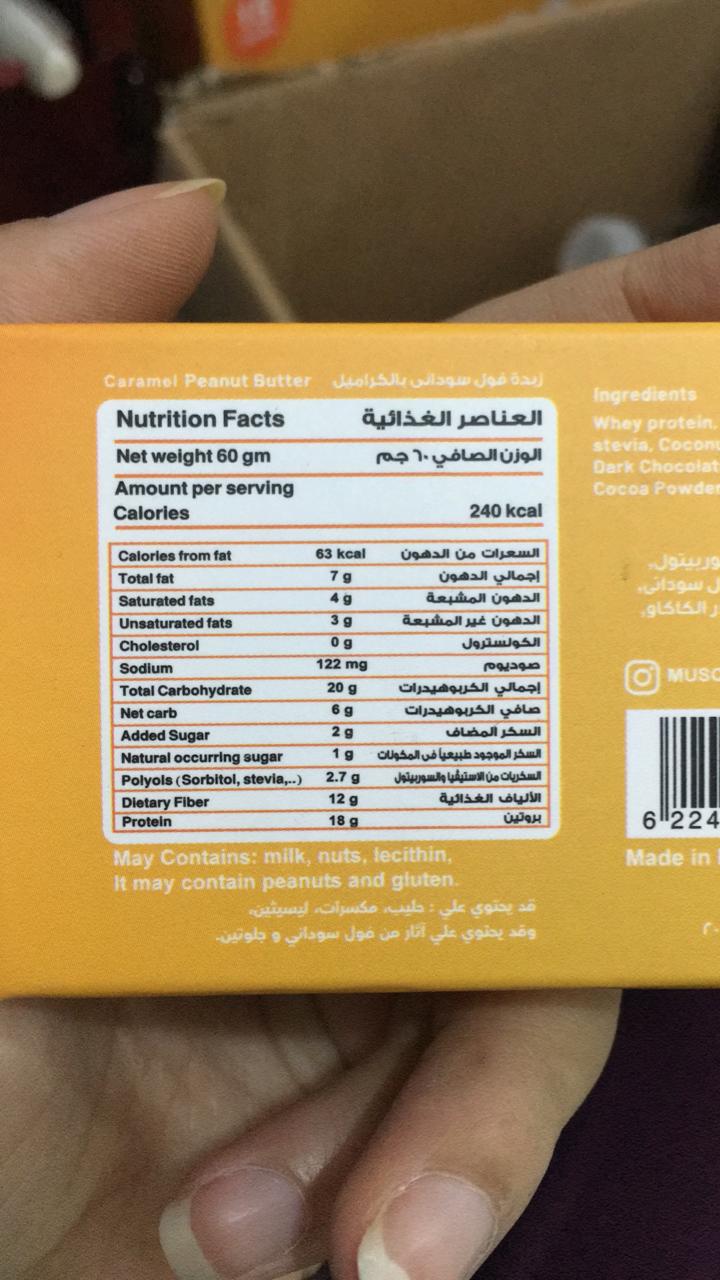 Caramel Peanut Butter زبدة فول سوداني بالكراميل
Nutrition Facts العناصر الغذائية
Net weight 60 gm الوزن الصافي ٦٠ جم
Amount per serving
Calories 240 kcal
Calories from fat 63 kcal السعرات من الدهون
Total fat 7 g إجمالي الدهون
Saturated fats 4 g الدهون المشبعة
Unsaturated fats 3 g الدهون غير المشبعة
Cholesterol 0 g الكولسترول
Sodium 122 mg صوديوم
Total Carbohydrate 20 g إجمالي الكربوهيدرات
Net carb 6 g صافي الكربوهيدرات
Added Sugar 2 g السكر المضاف
Natural occurring sugar 1 g السكر الموجود طبيعياً فى المكونات
Polyols (Sorbitol, stevia,..) 2.7 g السكريات من الاستيفيا والسوربيتول
Dietary Fiber 12 g الألياف الغذائية
Protein 18 g بروتين
May Contains: milk, nuts, lecithin,
It may contain peanuts and gluten.
قد يحتوي علي : حليب، مكسرات، ليسيثين،
وقد يحتوي علي آثار من فول سوداني و جلوتين.
Ingredients
Whey protein,
stevia,
Dark
Cocoa
سوداني،
الكاكاو,
6 224
Made in